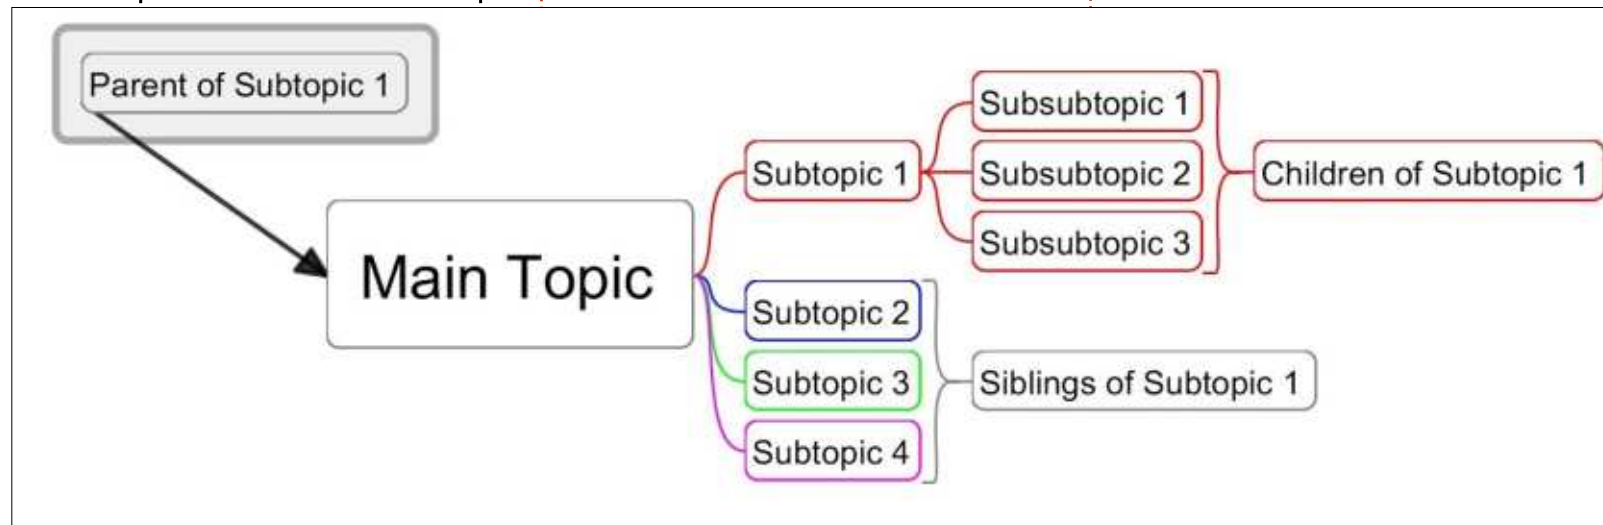 Parent of Subtopic 1
Main Topic
Subtopic 1
Subsubtopic 1
Subsubtopic 2
Subsubtopic 3
Children of Subtopic 1
Subtopic 2
Subtopic 3
Subtopic 4
Siblings of Subtopic 1